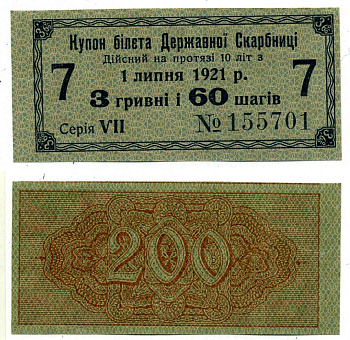 Купон білета Державної Скарбниці
Дійсний на протязі 10 літ з
7 1 липня 1921 р. 7
3 гривні і 60 шагів
Серія VII № 155701
200